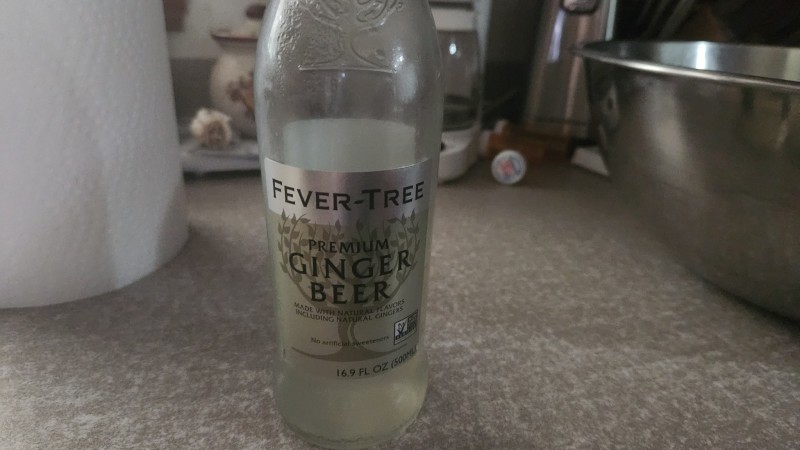 FEVER-TREE
PREMIUM
GINGER
BEER
MADE WITH NATURAL FLAVORS
INCLUDING NATURAL GINGERS
No artificial sweeteners
16.9 FL OZ (500ML)